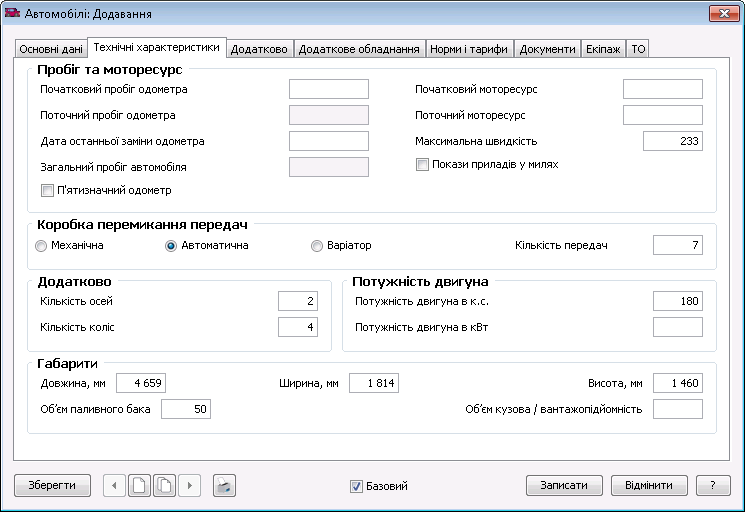 Автомобілі: Додавання
Основні дані Технічні характеристики Додатково Додаткове обладнання Норми і тарифи Документи Екіпаж ТО
Пробіг та моторесурс
Початковий пробіг одометра Початковий моторесурс
Поточний пробіг одометра Поточний моторесурс
Дата останньої заміни одометра Максимальна швидкість 233
Загальний пробіг автомобіля Покази приладів у милях
П'ятизначний одометр
Коробка перемикання передач
Механічна Автоматична Варіатор Кількість передач 7
Додатково Потужність двигуна
Кількість осей 2 Потужність двигуна в к.с. 180
Кількість коліс 4 Потужність двигуна в кВт
Габарити
Довжина, мм 4 659 Ширина, мм 1 814 Висота, мм 1 460
Об'єм паливного бака 50 Об'єм кузова / вантажопідйомність
Зберегти Базовий Записати Відмінити ?